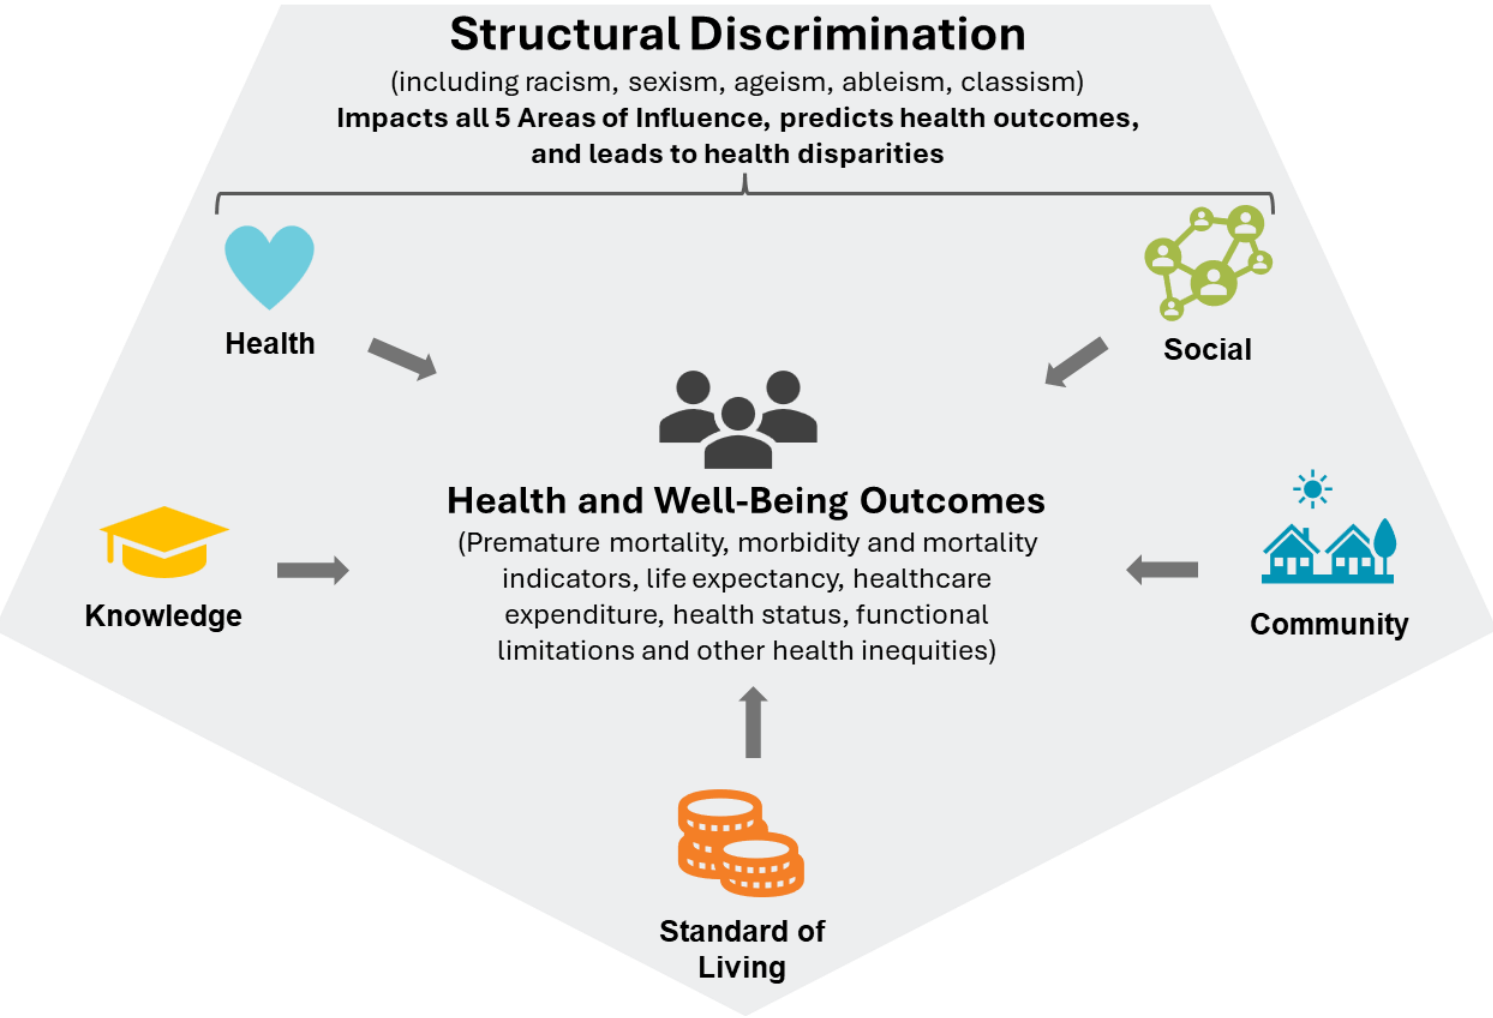 Structural Discrimination
(including racism, sexism, ageism, ableism, classism)
Impacts all 5 Areas of Influence, predicts health outcomes,
and leads to health disparities
Health
Social
Health and Well-Being Outcomes
(Premature mortality, morbidity and mortality
indicators, life expectancy, healthcare
expenditure, health status, functional
limitations and other health inequities)
Knowledge
Community
Standard of
Living